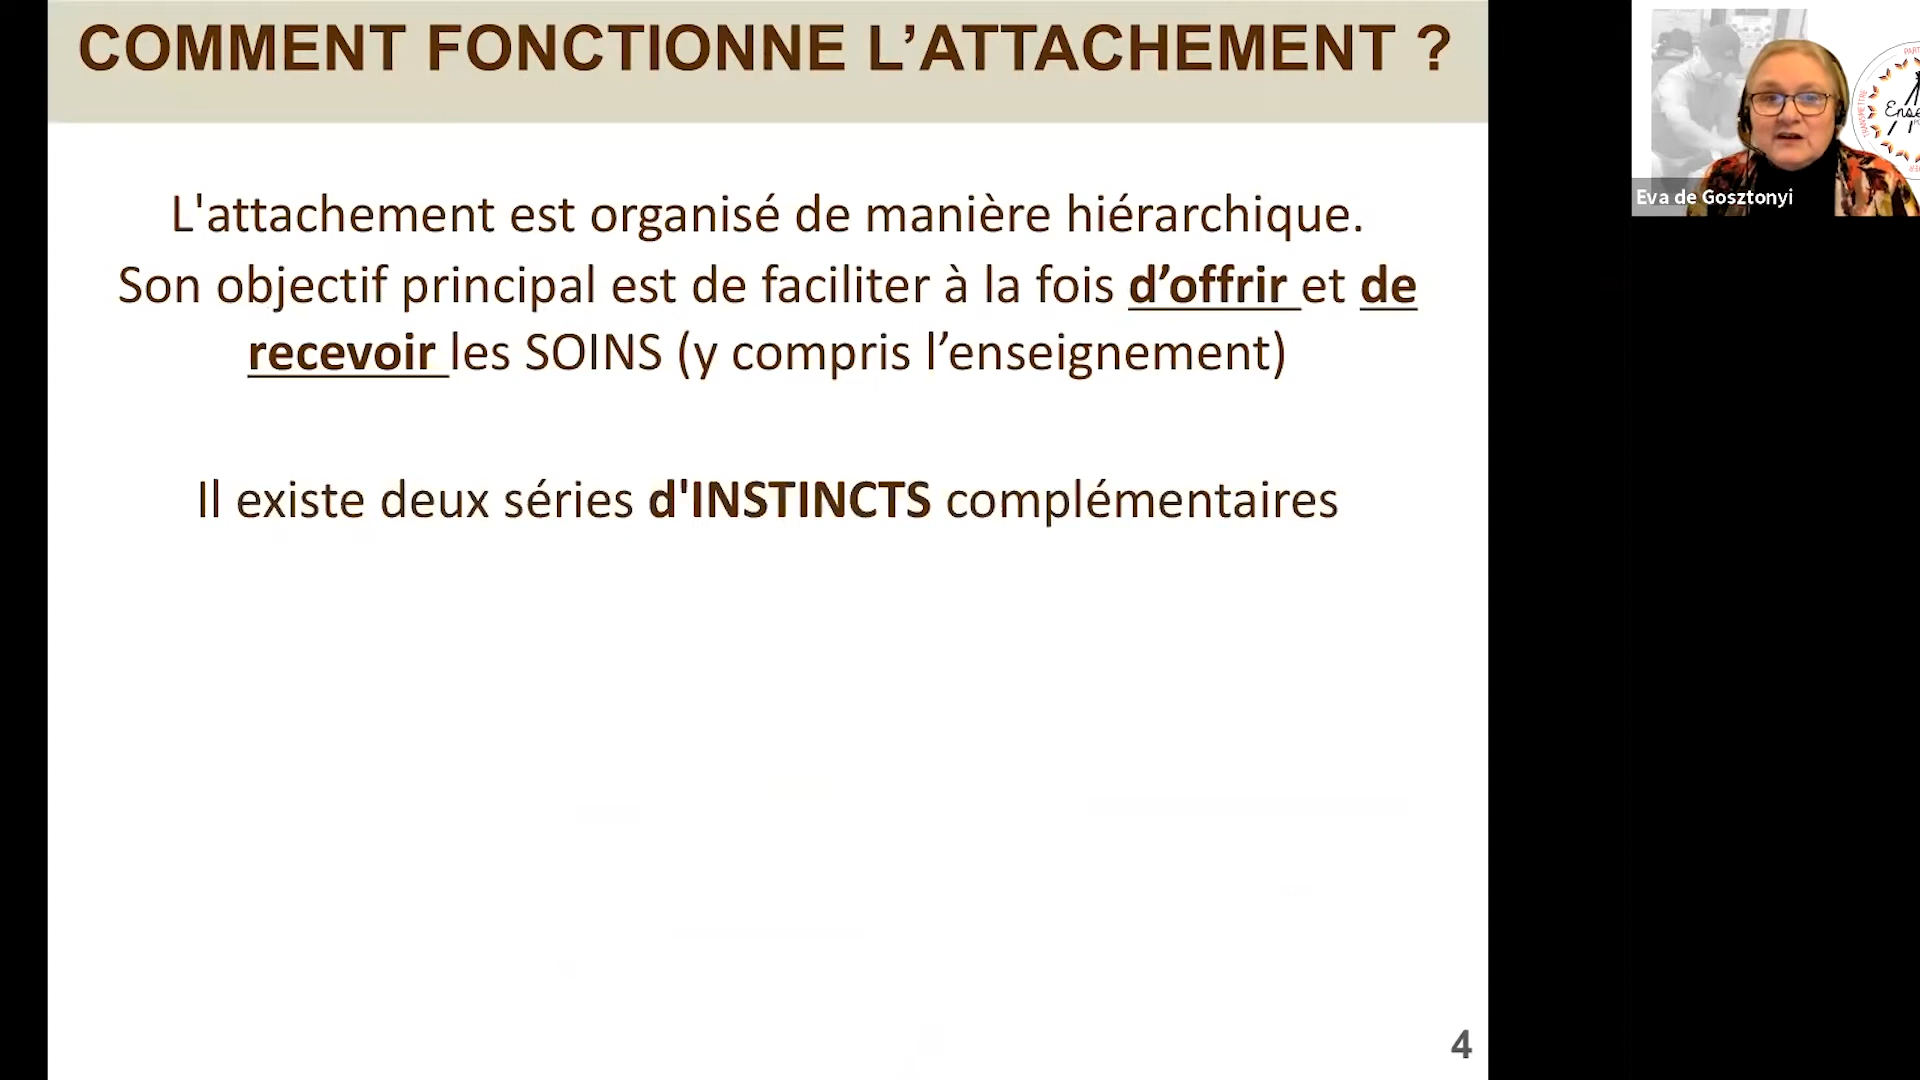 COMMENT FONCTIONNE L’ATTACHEMENT ?
L'attachement est organisé de manière hiérarchique.
Son objectif principal est de faciliter à la fois d’offrir et de
recevoir les SOINS (y compris l’enseignement)
Il existe deux séries d'INSTINCTS complémentaires
4
Eva de Gosztonyi
TRANSMETTRE